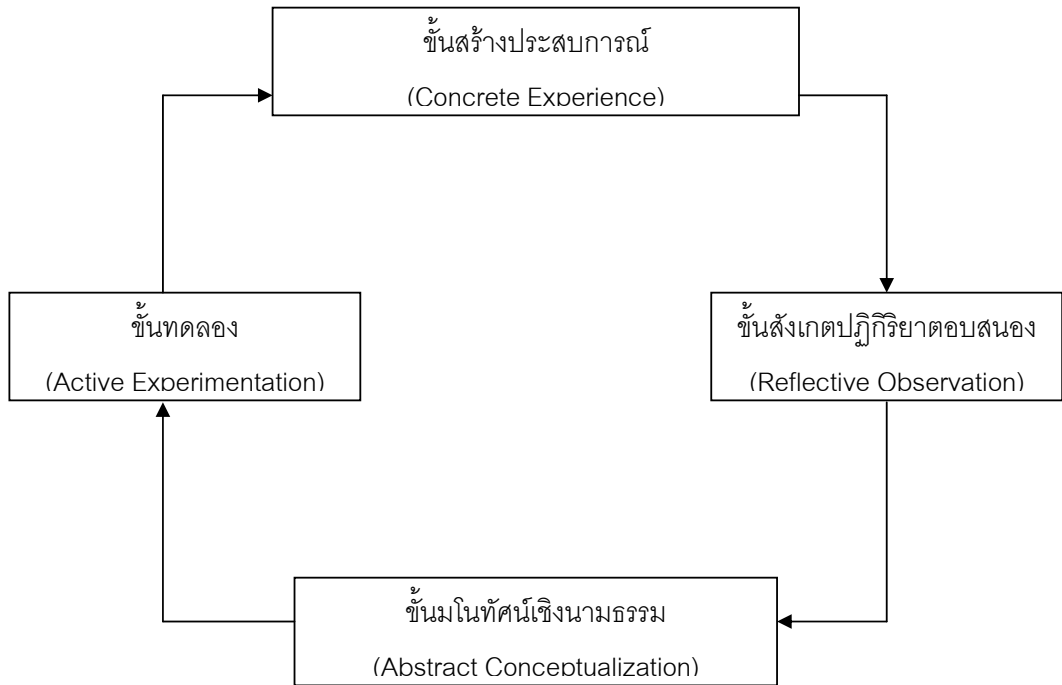 ขั้นสร้างประสบการณ์
(Concrete Experience)
ขั้นทดลอง
(Active Experimentation)
ขั้นสังเกตปฏิกิริยาตอบสนอง
(Reflective Observation)
ขั้นมโนทัศน์เชิงนามธรรม
(Abstract Conceptualization)